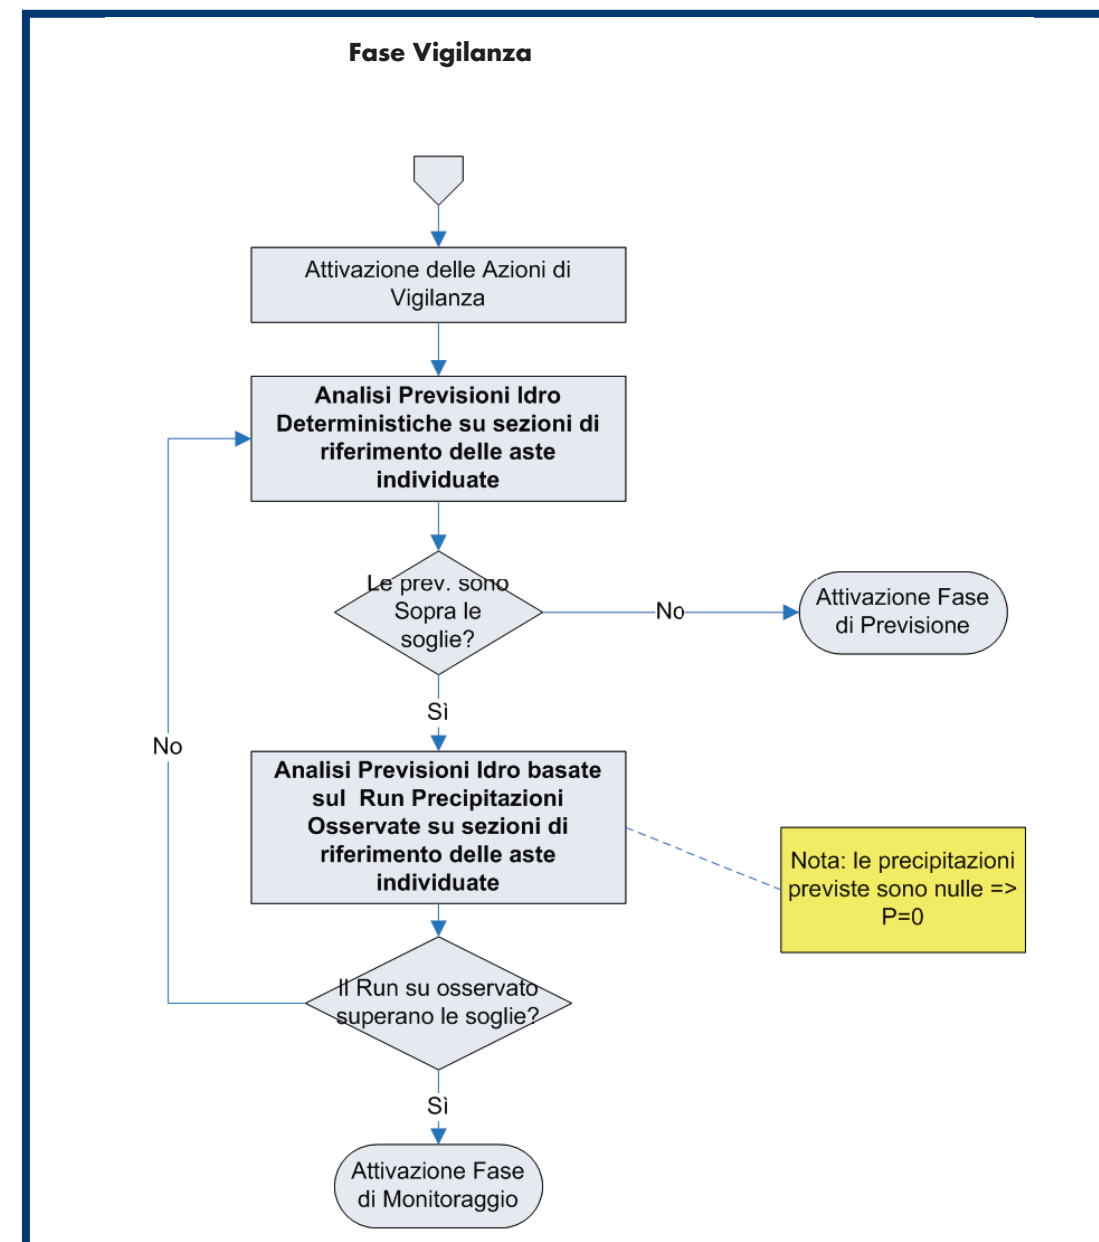 Fase Vigilanza
Attivazione delle Azioni di
Vigilanza
Analisi Previsioni Idro
Deterministiche su sezioni di
riferimento delle aste
individuate
Le prev. sono
Sopra le
soglie?
No
Attivazione Fase
di Previsione
Sì
No
Analisi Previsioni Idro basate
sul Run Precipitazioni
Osservate su sezioni di
riferimento delle aste
individuate
Nota: le precipitazioni
previste sono nulle =>
P=0
Il Run su osservato
superano le soglie?
Sì
Attivazione Fase
di Monitoraggio